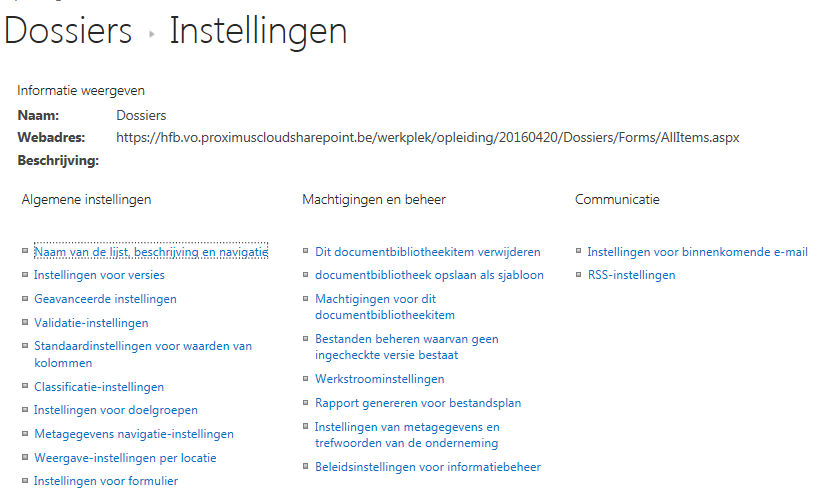 Dossiers ▸ Instellingen
Informatie weergeven
Naam: Dossiers
Webadres: https://hfb.vo.proximuscloudsharepoint.be/werkplek/opleiding/20160420/Dossiers/Forms/AllItems.aspx
Beschrijving:
Algemene instellingen
Naam van de lijst, beschrijving en navigatie
Instellingen voor versies
Geavanceerde instellingen
Validatie-instellingen
Standaardinstellingen voor waarden van
kolommen
Classificatie-instellingen
Instellingen voor doelgroepen
Metagegevens navigatie-instellingen
Weergave-instellingen per locatie
Instellingen voor formulier
Machtigingen en beheer
Dit documentbibliotheekitem verwijderen
documentbibliotheek opslaan als sjabloon
Machtigingen voor dit
documentbibliotheekitem
Bestanden beheren waarvan geen
ingecheckte versie bestaat
Werkstroominstellingen
Rapport genereren voor bestandsplan
Instellingen van metagegevens en
trefwoorden van de onderneming
Beleidsinstellingen voor informatiebeheer
Communicatie
Instellingen voor binnenkomende e-mail
RSS-instellingen